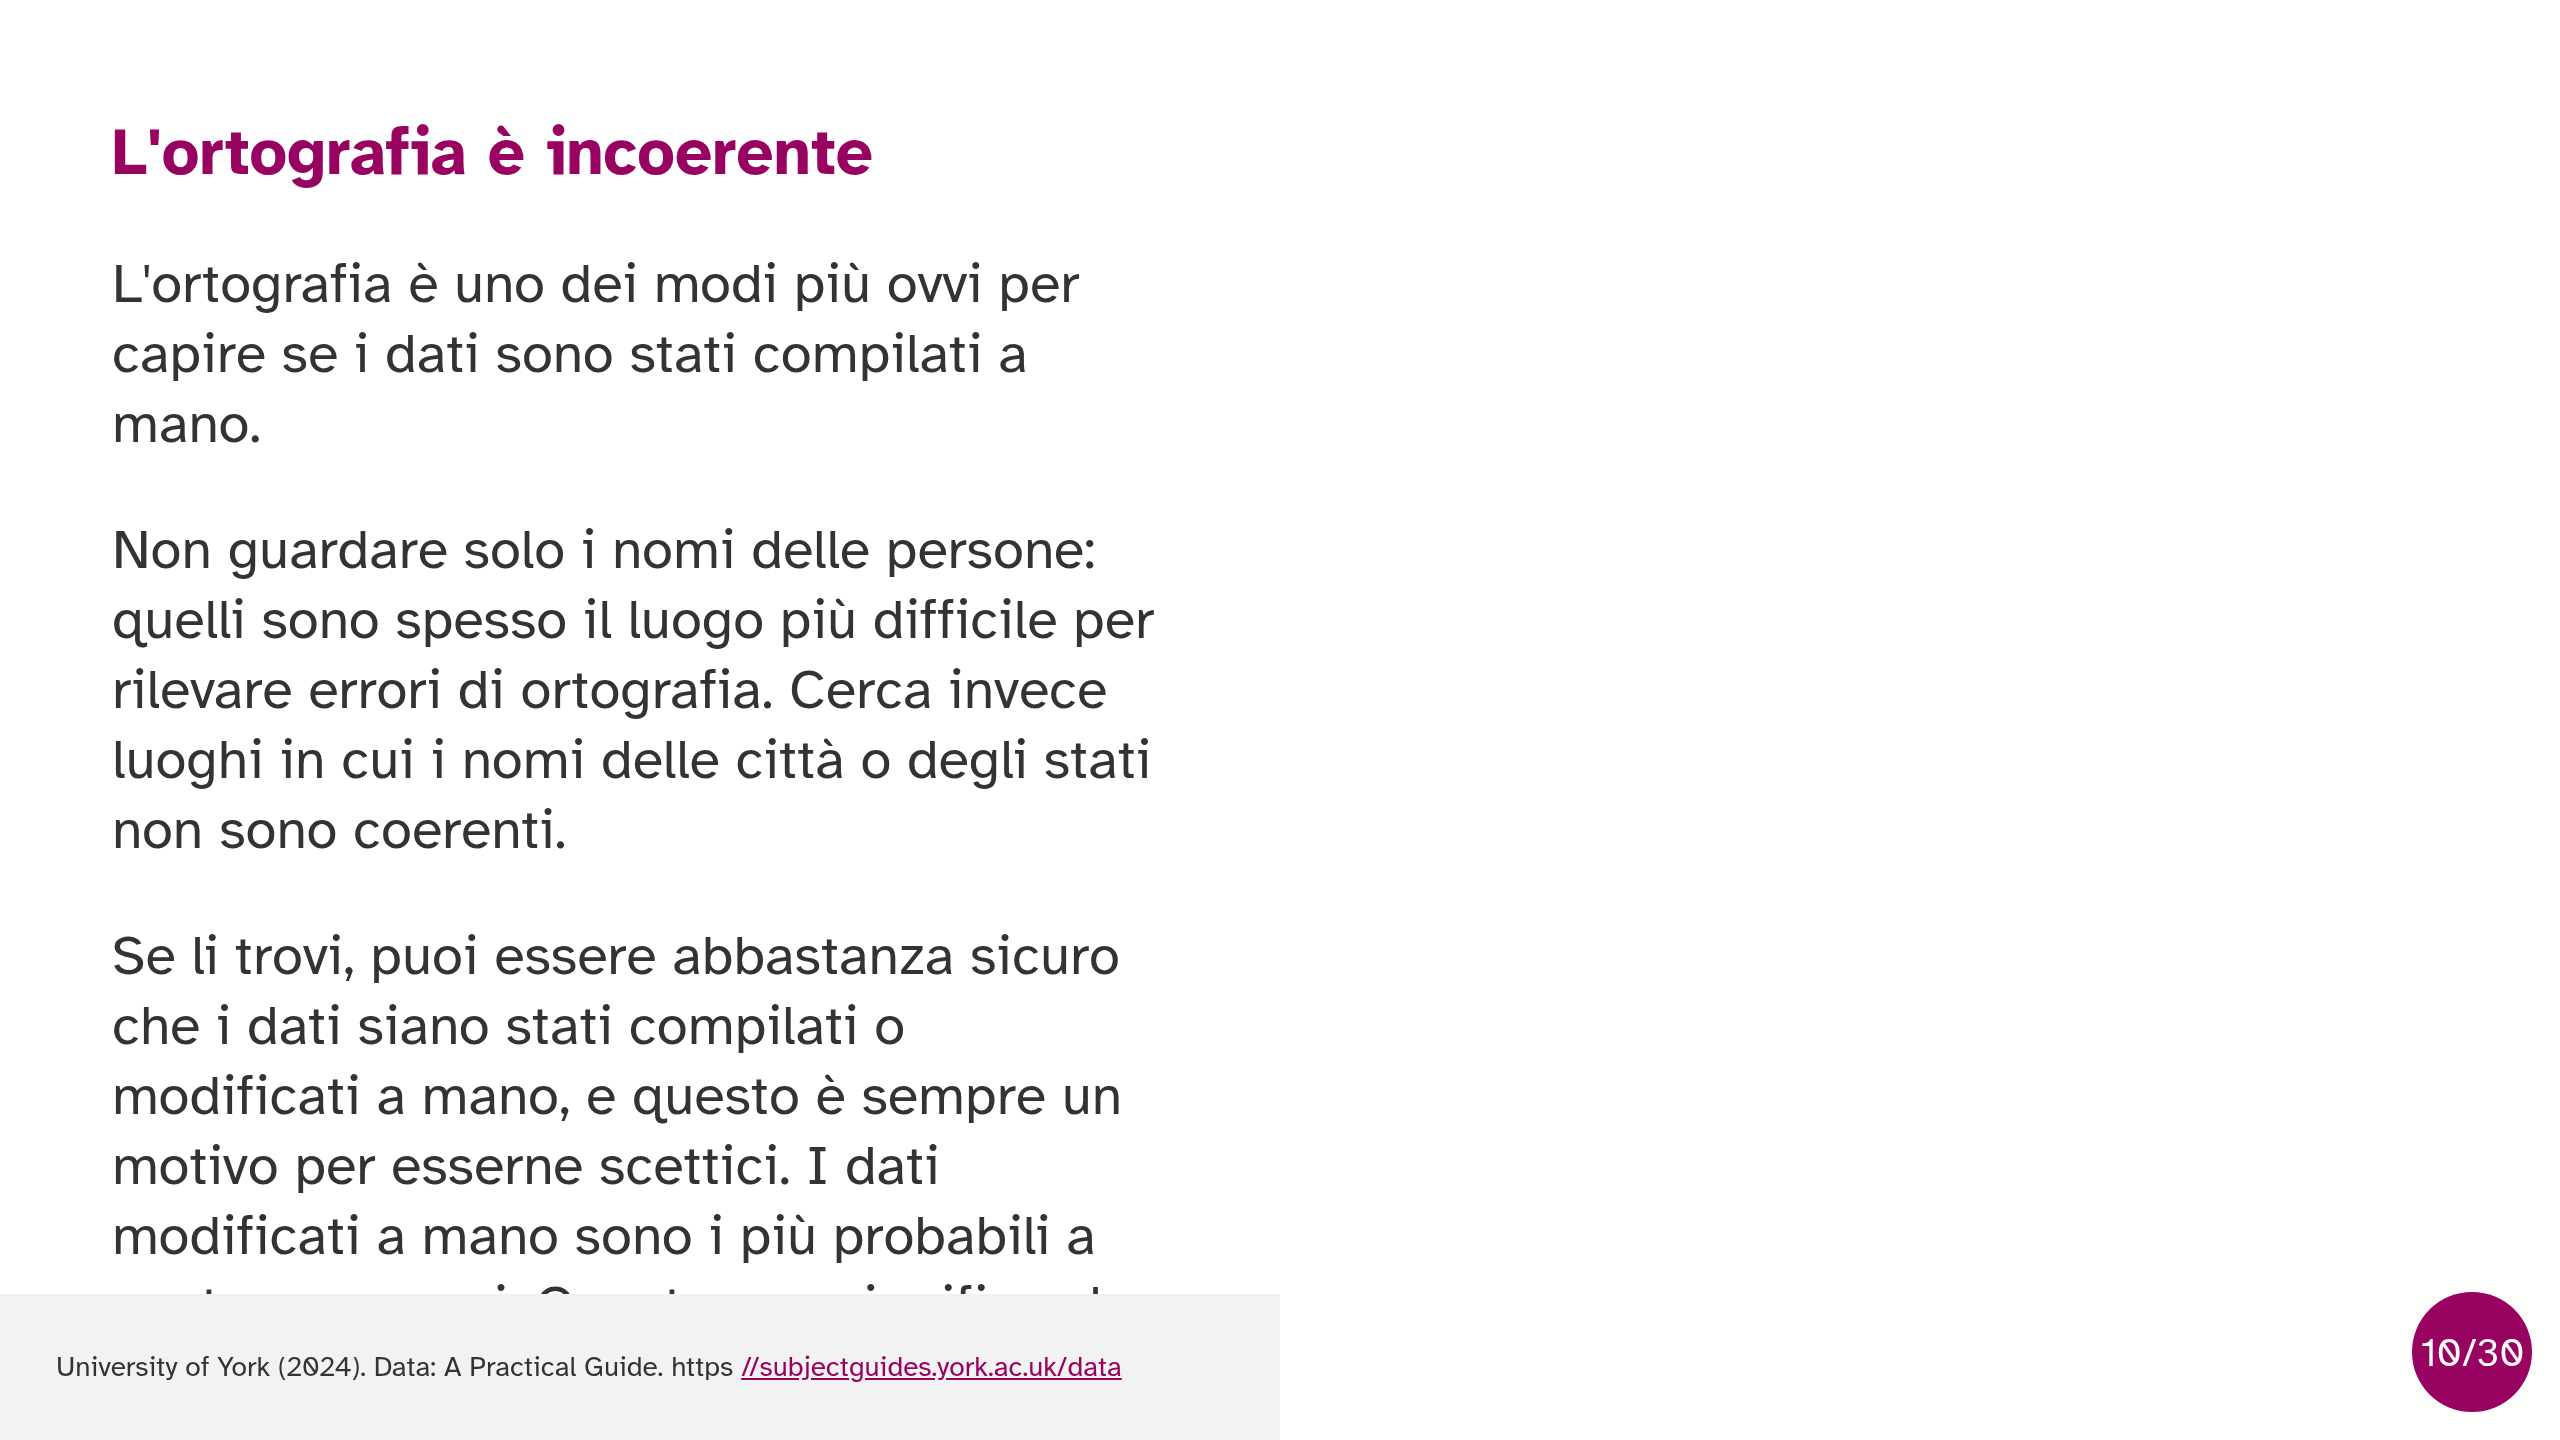 L'ortografia è incoerente
L'ortografia è uno dei modi più ovvi per
capire se i dati sono stati compilati a
mano.
Non guardare solo i nomi delle persone:
quelli sono spesso il luogo più difficile per
rilevare errori di ortografia. Cerca invece
luoghi in cui i nomi delle città o degli stati
non sono coerenti.
Se li trovi, puoi essere abbastanza sicuro
che i dati siano stati compilati o
modificati a mano, e questo è sempre un
motivo per esserne scettici. I dati
modificati a mano sono i più probabili a
University of York (2024). Data: A Practical Guide. https //subjectguides.york.ac.uk/data
10/30